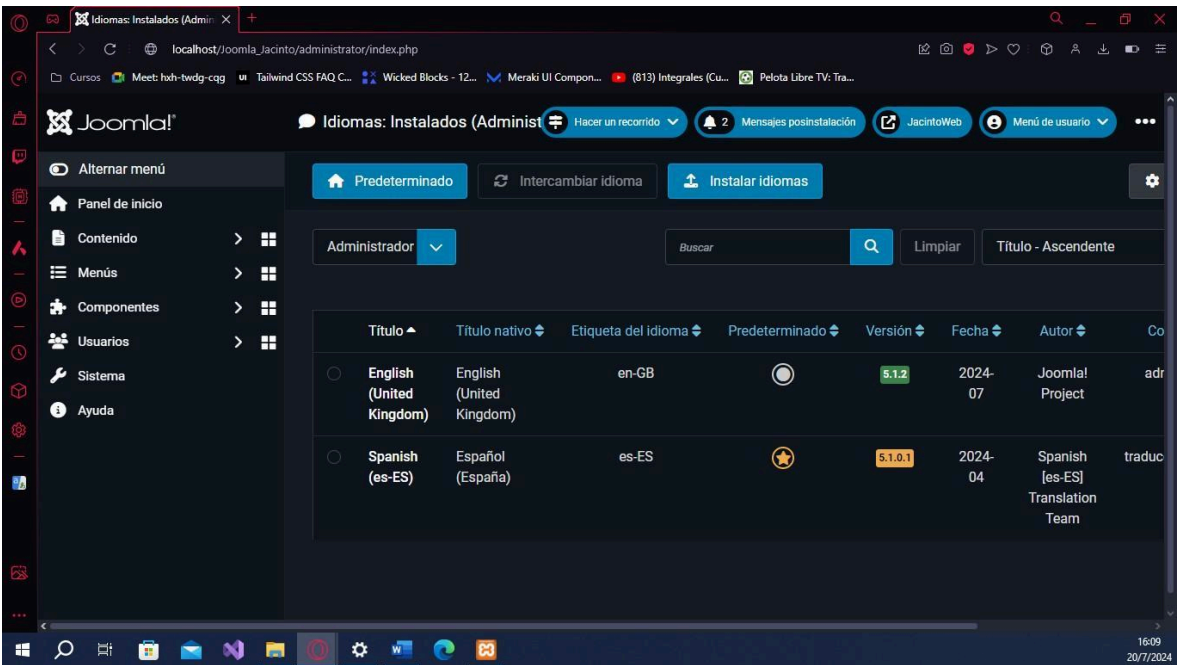 Idiomas: Instalados (Admin
localhost/Joomla_Jacinto/administrator/index.php
Cursos Meet: hxh-twdg-cqg UI Tailwind CSS FAQ C... Wicked Blocks - 12... Meraki UI Compon... (813) Integrales (Cu... Pelota Libre TV: Tra...
Joomla!
Idiomas: Instalados (Administ
Hacer un recorrido
2 Mensajes posinstalación
JacintoWeb
Menú de usuario
Alternar menú
Panel de inicio
Contenido
Menús
Componentes
Usuarios
Sistema
Ayuda
Predeterminado Intercambiar idioma Instalar idiomas
Administrador Buscar Limpiar Título - Ascendente
Título Título nativo Etiqueta del idioma Predeterminado Versión Fecha Autor Co
English English en-GB 5.1.2 2024- Joomla! adr
(United (United 07 Project
Kingdom) Kingdom)
Spanish Español es-ES 5.1.0.1 2024- Spanish traduc
(es-ES) (España) 04 [es-ES]
Translation
Team
16:09
20/7/2024